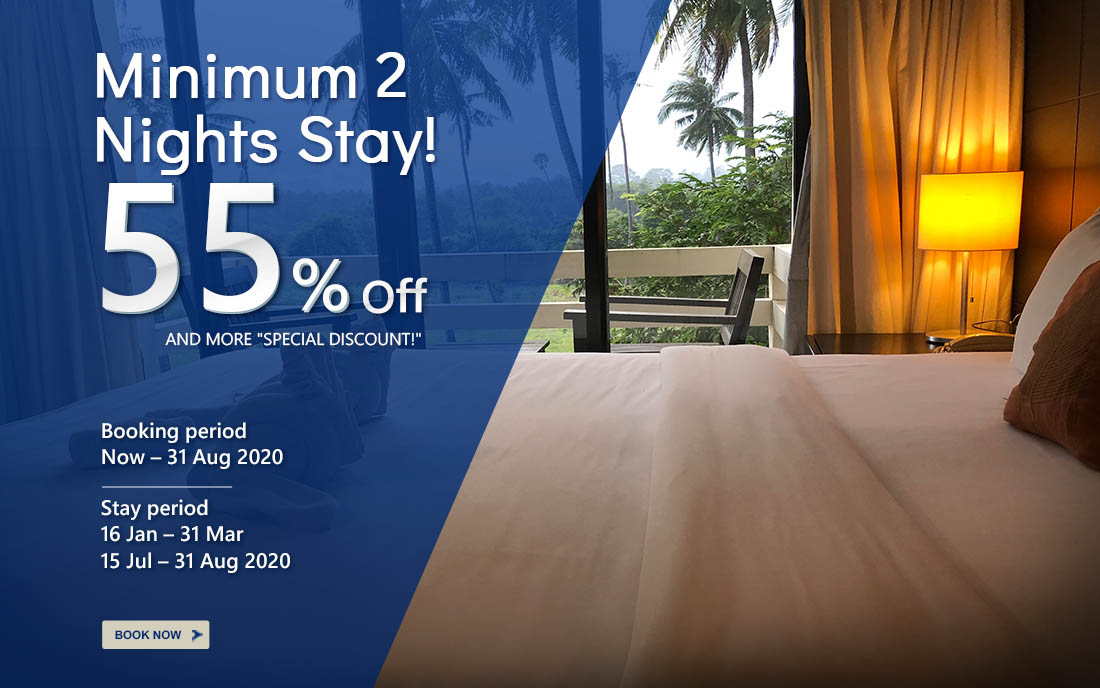 Minimum 2
Nights Stay!
55% Off
AND MORE "SPECIAL DISCOUNT!"
Booking period
Now – 31 Aug 2020
Stay period
16 Jan – 31 Mar
15 Jul – 31 Aug 2020
BOOK NOW